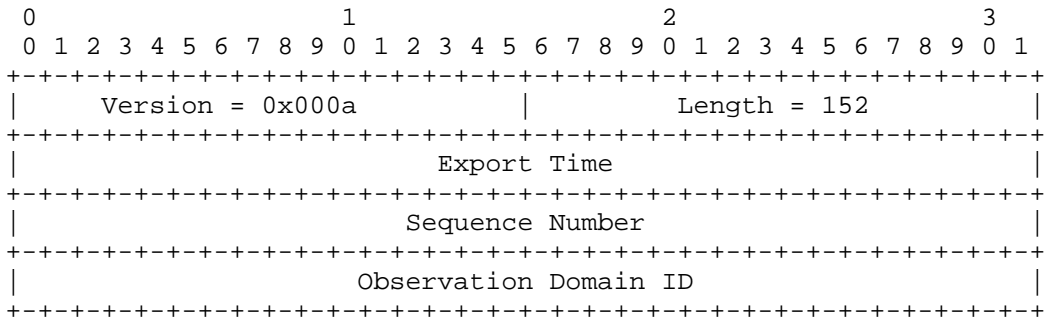 0                   1                   2                   3
 0 1 2 3 4 5 6 7 8 9 0 1 2 3 4 5 6 7 8 9 0 1 2 3 4 5 6 7 8 9 0 1
+-+-+-+-+-+-+-+-+-+-+-+-+-+-+-+-+-+-+-+-+-+-+-+-+-+-+-+-+-+-+-+-+
|     Version = 0x000a          |         Length = 152          |
+-+-+-+-+-+-+-+-+-+-+-+-+-+-+-+-+-+-+-+-+-+-+-+-+-+-+-+-+-+-+-+-+
|                          Export Time                          |
+-+-+-+-+-+-+-+-+-+-+-+-+-+-+-+-+-+-+-+-+-+-+-+-+-+-+-+-+-+-+-+-+
|                        Sequence Number                        |
+-+-+-+-+-+-+-+-+-+-+-+-+-+-+-+-+-+-+-+-+-+-+-+-+-+-+-+-+-+-+-+-+
|                     Observation Domain ID                     |
+-+-+-+-+-+-+-+-+-+-+-+-+-+-+-+-+-+-+-+-+-+-+-+-+-+-+-+-+-+-+-+-+